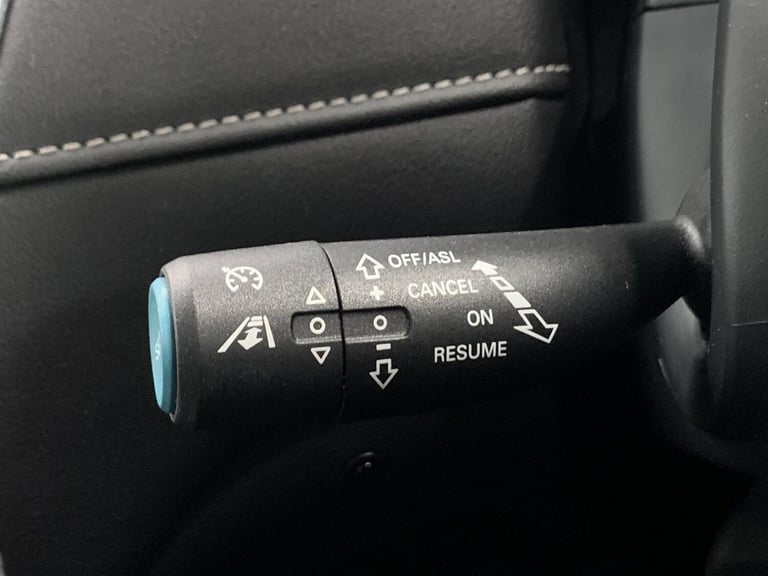 OFF/ASL
+
CANCEL
ON
−
RESUME